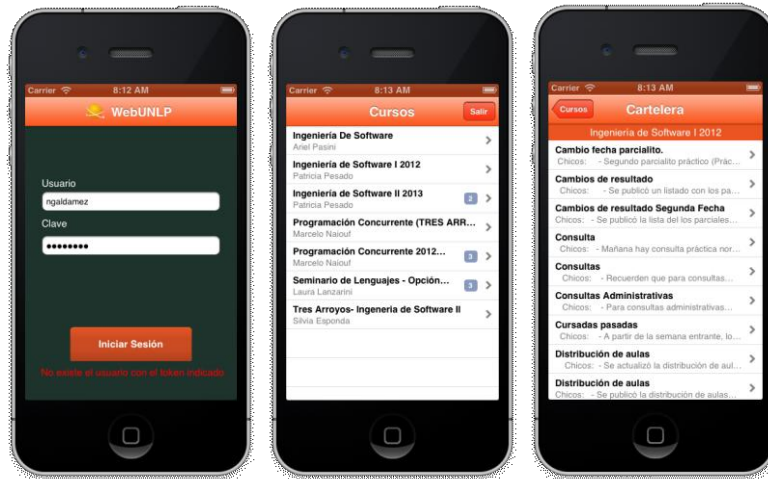 Carrier 8:12 AM
WebUNLP
Usuario
ngaldamez
Clave
••••••••
Iniciar Sesión
No existe el usuario con el token indicado
Carrier 8:13 AM
Cursos Salir
Ingeniería De Software
Ariel Pasini
Ingeniería de Software I 2012
Patricia Pesado
Ingeniería de Software II 2013
Patricia Pesado
2
Programación Concurrente (TRES ARR...
Marcelo Naiouf
Programación Concurrente 2012...
Marcelo Naiouf
3
Seminario de Lenguajes - Opción...
Laura Lanzarini
3
Tres Arroyos- Ingenieria de Software II
Silvia Esponda
Carrier 8:13 AM
Cursos Cartelera
Ingeniería de Software I 2012
Cambio fecha parcialito.
Chicos: - Segundo parcialito práctico (Prác...
Cambios de resultado
Chicos: - Se publicó un listado con los pa...
Cambios de resultado Segunda Fecha
Chicos: - Se publicó la lista del los parciales...
Consulta
Chicos: - Mañana hay consulta práctica nor...
Consultas
Chicos: - Recuerden que para consultas...
Consultas Administrativas
Chicos: - Para consultas administrativas...
Cursadas pasadas
Chicos: - A partir de la semana entrante, lo...
Distribución de aulas
Chicos: - Se actualizó la distribución de aul...
Distribución de aulas
Chicos: - Se publicó la distribución de aulas...